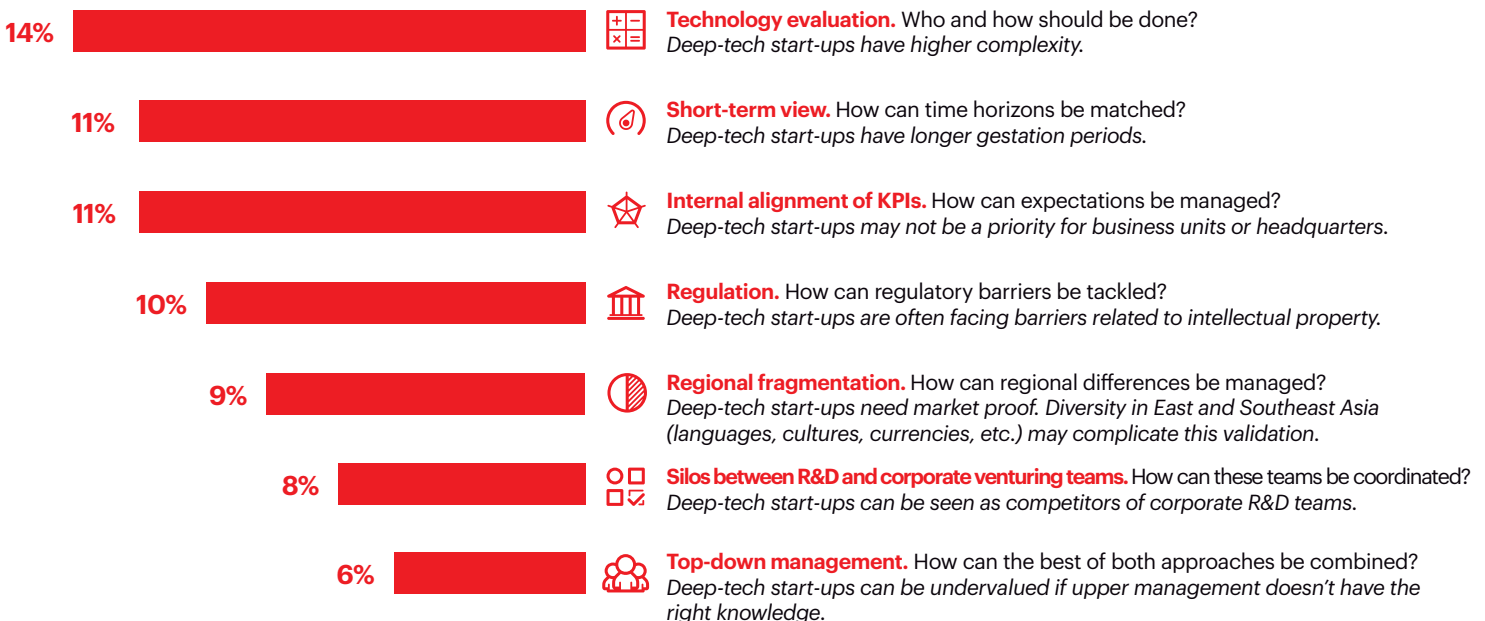 14%
Technology evaluation. Who and how should be done?
Deep-tech start-ups have higher complexity.
11%
Short-term view. How can time horizons be matched?
Deep-tech start-ups have longer gestation periods.
11%
Internal alignment of KPIs. How can expectations be managed?
Deep-tech start-ups may not be a priority for business units or headquarters.
10%
Regulation. How can regulatory barriers be tackled?
Deep-tech start-ups are often facing barriers related to intellectual property.
9%
Regional fragmentation. How can regional differences be managed?
Deep-tech start-ups need market proof. Diversity in East and Southeast Asia
(languages, cultures, currencies, etc.) may complicate this validation.
8%
Silos between R&D and corporate venturing teams. How can these teams be coordinated?
Deep-tech start-ups can be seen as competitors of corporate R&D teams.
6%
Top-down management. How can the best of both approaches be combined?
Deep-tech start-ups can be undervalued if upper management doesn't have the
right knowledge.